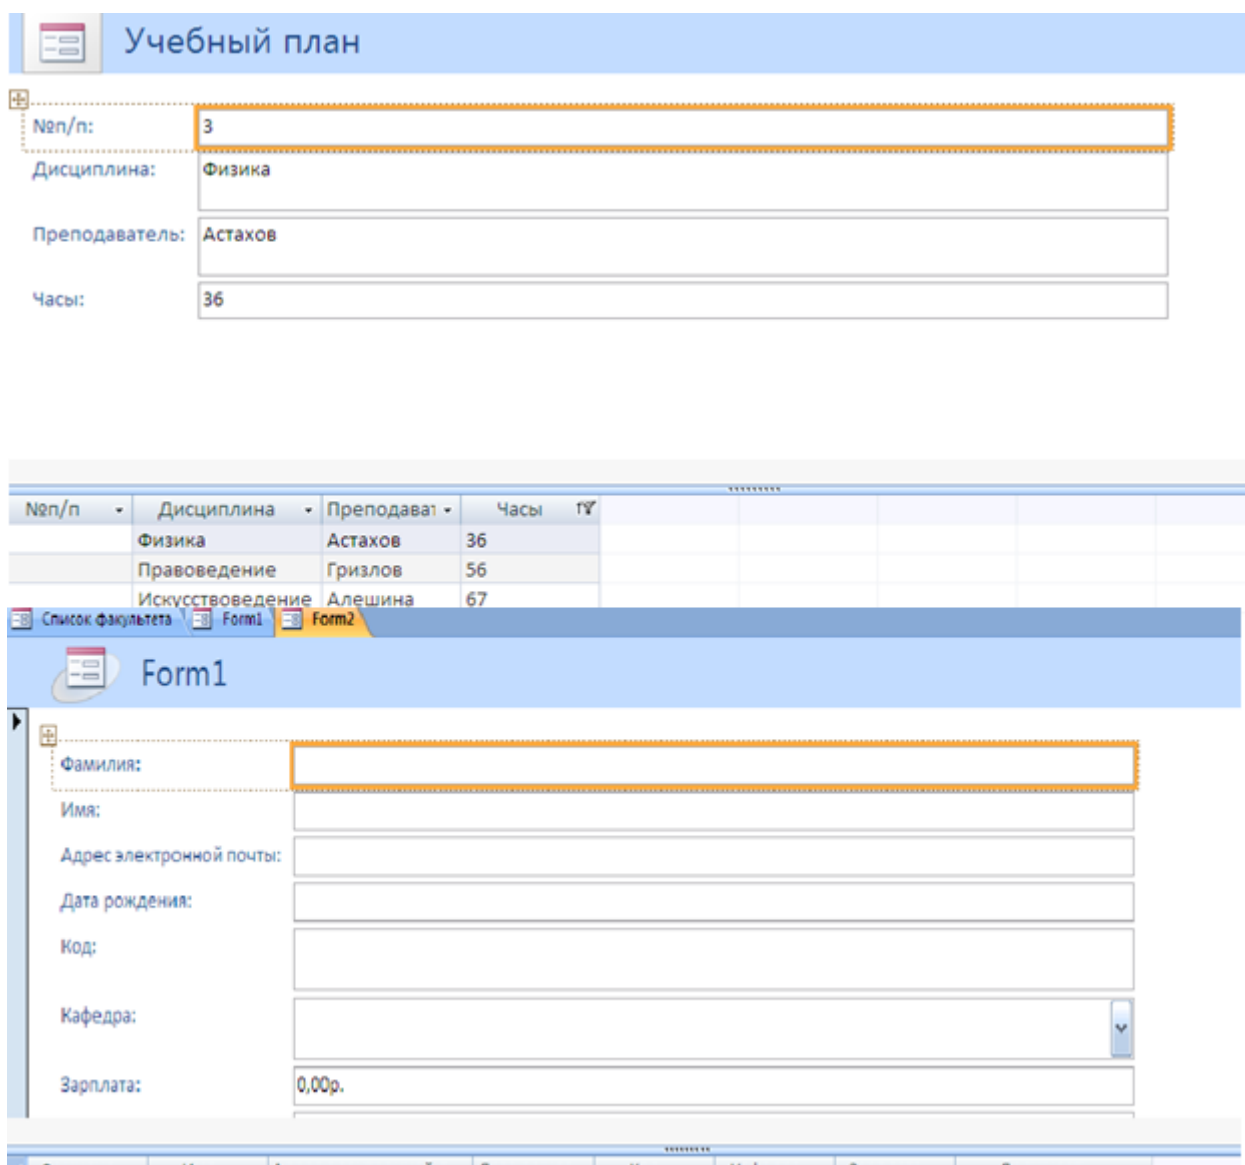 Учебный план
№п/п: 3
Дисциплина: Физика
Преподаватель: Астахов
Часы: 36
№п/п Дисциплина Преподават Часы
Физика Астахов 36
Правоведение Гризлов 56
Искусствоведение Алешина 67
Список факультета Form1 Form2
Form1
Фамилия:
Имя:
Адрес электронной почты:
Дата рождения:
Код:
Кафедра:
Зарплата: 0,00р.